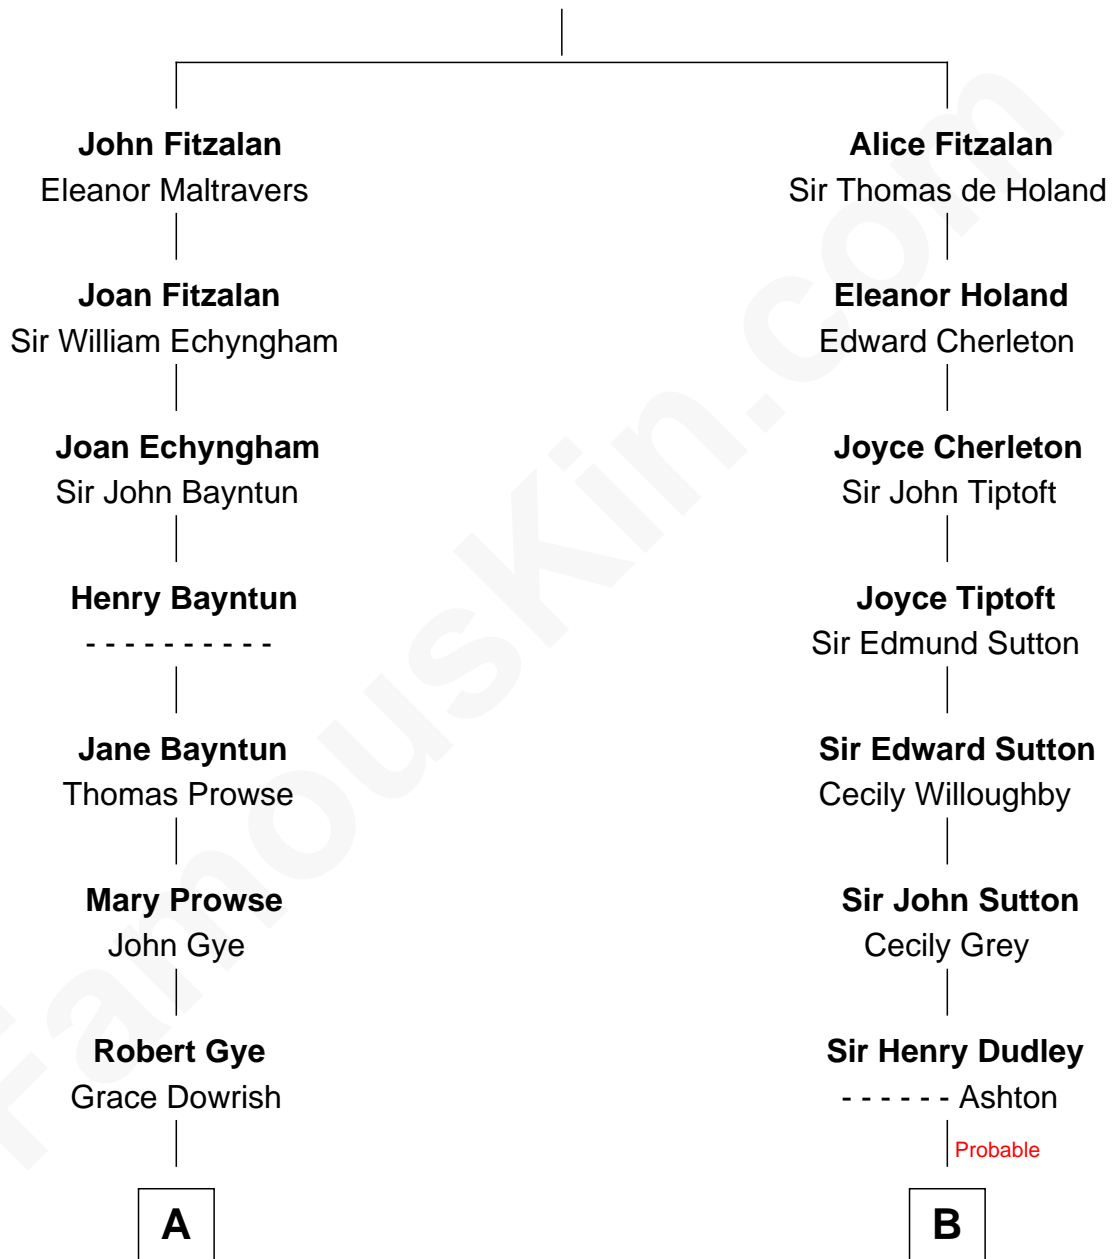 John Fitzalan
Eleanor Maltravers
Joan Fitzalan
Sir William Echyngham
Joan Echyngham
Sir John Bayntun
Henry Bayntun
- - - - - - - - - -
Jane Bayntun
Thomas Prowse
Mary Prowse
John Gye
Robert Gye
Grace Dowrish
A
Alice Fitzalan
Sir Thomas de Holand
Eleanor Holand
Edward Cherleton
Joyce Cherleton
Sir John Tiptoft
Joyce Tiptoft
Sir Edmund Sutton
Sir Edward Sutton
Cecily Willoughby
Sir John Sutton
Cecily Grey
Sir Henry Dudley
- - - - - - Ashton
Probable
B
FamousKin.com